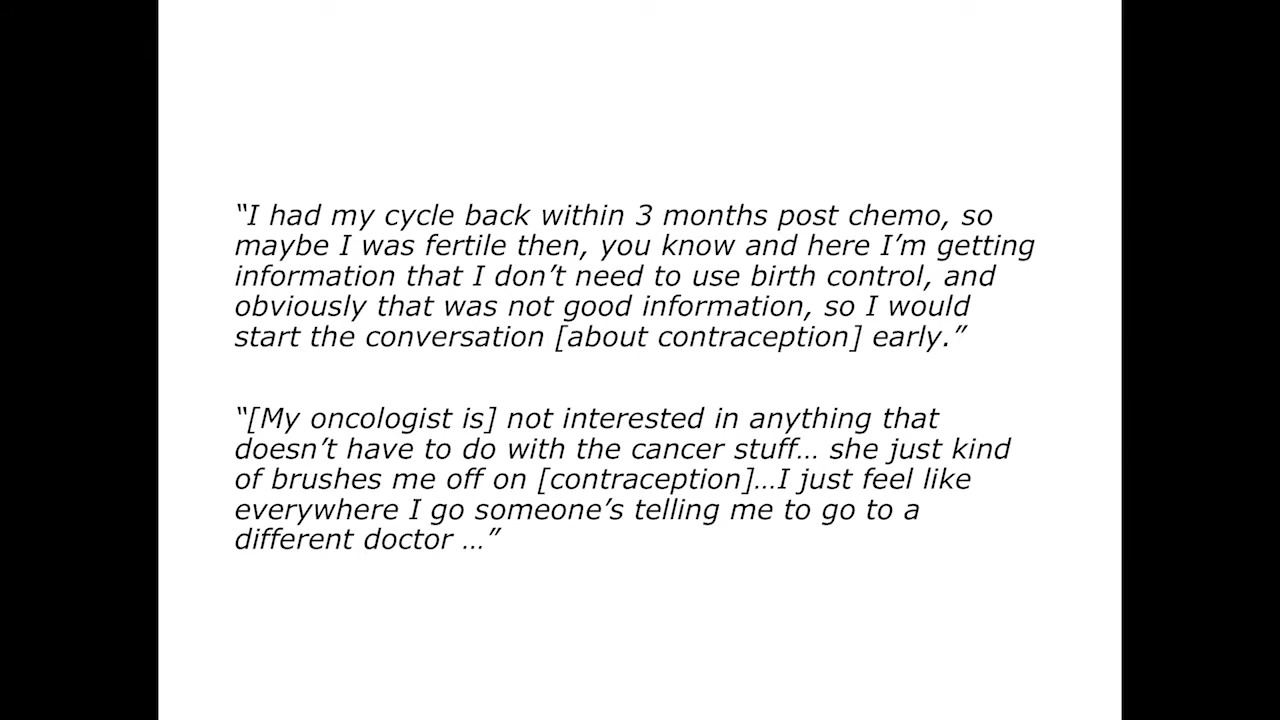 “I had my cycle back within 3 months post chemo, so
maybe I was fertile then, you know and here I’m getting
information that I don’t need to use birth control, and
obviously that was not good information, so I would
start the conversation [about contraception] early.”
“[My oncologist is] not interested in anything that
doesn’t have to do with the cancer stuff… she just kind
of brushes me off on [contraception]…I just feel like
everywhere I go someone’s telling me to go to a
different doctor …”